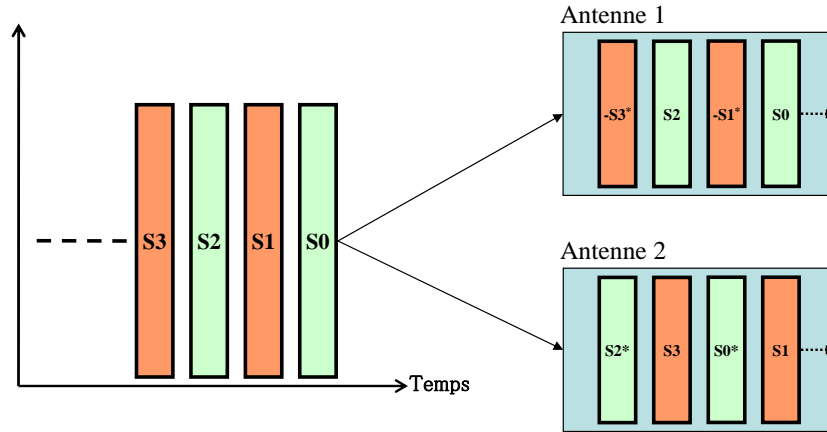 Antenne 1
-S3* S2 -S1* S0
S3 S2 S1 S0
Antenne 2
S2* S3 S0* S1
Temps